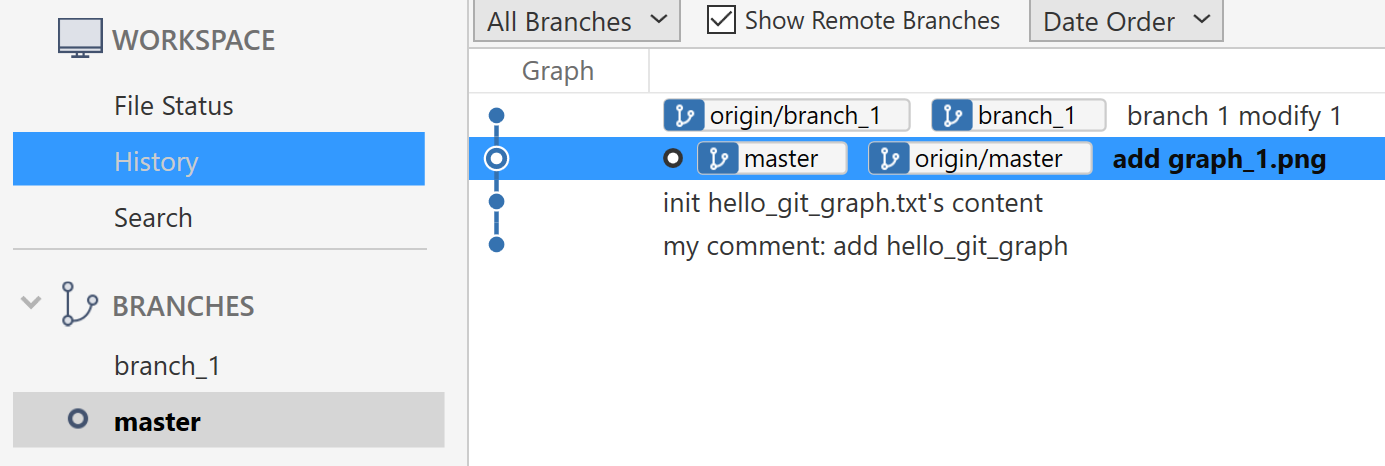 WORKSPACE
File Status
History
Search
BRANCHES
branch_1
master
All Branches Show Remote Branches Date Order
Graph
origin/branch_1 branch_1 branch 1 modify 1
master origin/master add graph_1.png
init hello_git_graph.txt's content
my comment: add hello_git_graph